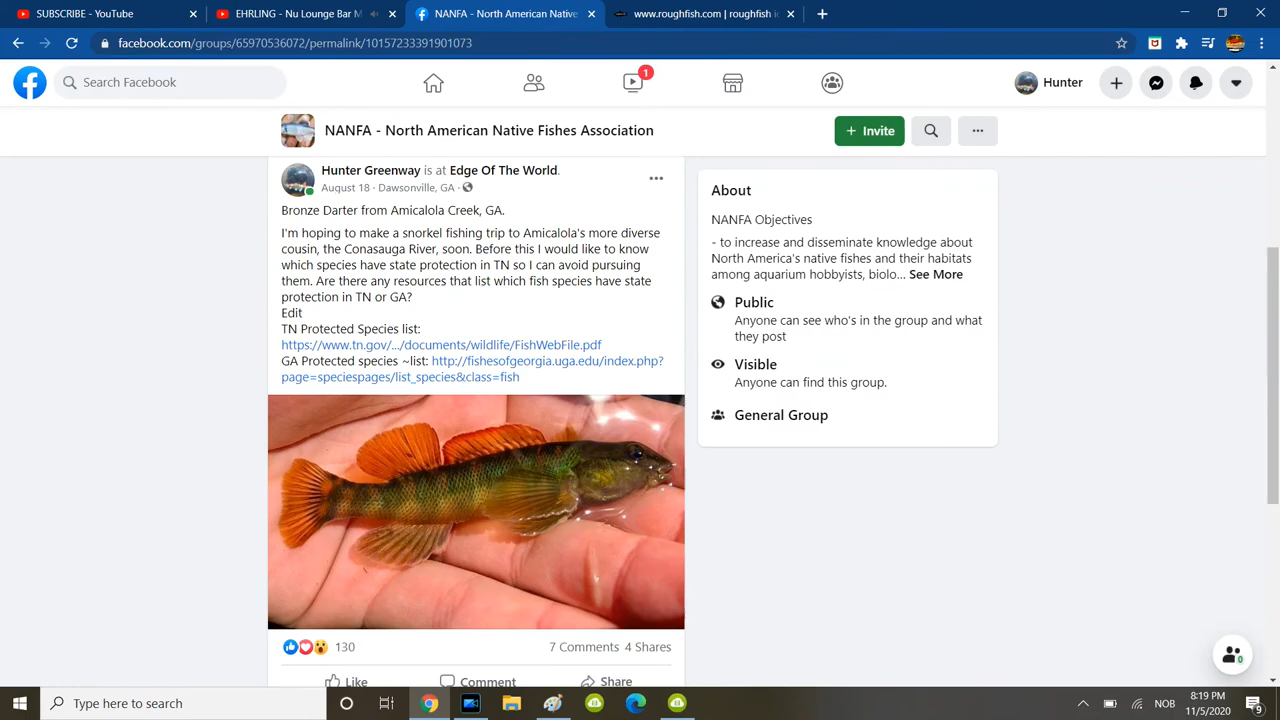 SUBSCRIBE - YouTube
EHRLING - Nu Lounge Bar M
NANFA - North American Native
www.roughfish.com | roughfish ic
facebook.com/groups/65970536072/permalink/10157233391901073
Search Facebook
1
Hunter
NANFA - North American Native Fishes Association
+ Invite
Hunter Greenway is at Edge Of The World.
August 18 · Dawsonville, GA ·
Bronze Darter from Amicalola Creek, GA.
I'm hoping to make a snorkel fishing trip to Amicalola's more diverse
cousin, the Conasauga River, soon. Before this I would like to know
which species have state protection in TN so I can avoid pursuing
them. Are there any resources that list which fish species have state
protection in TN or GA?
Edit
TN Protected Species list:
https://www.tn.gov/.../documents/wildlife/FishWebFile.pdf
GA Protected species ~list: http://fishesofgeorgia.uga.edu/index.php?
page=speciespages/list_species&class=fish
130
7 Comments 4 Shares
Like
Comment
Share
About
NANFA Objectives
- to increase and disseminate knowledge about
North America's native fishes and their habitats
among aquarium hobbyists, biolo... See More
Public
Anyone can see who's in the group and what
they post
Visible
Anyone can find this group.
General Group
0
Type here to search
NOB
8:19 PM
11/5/2020
9